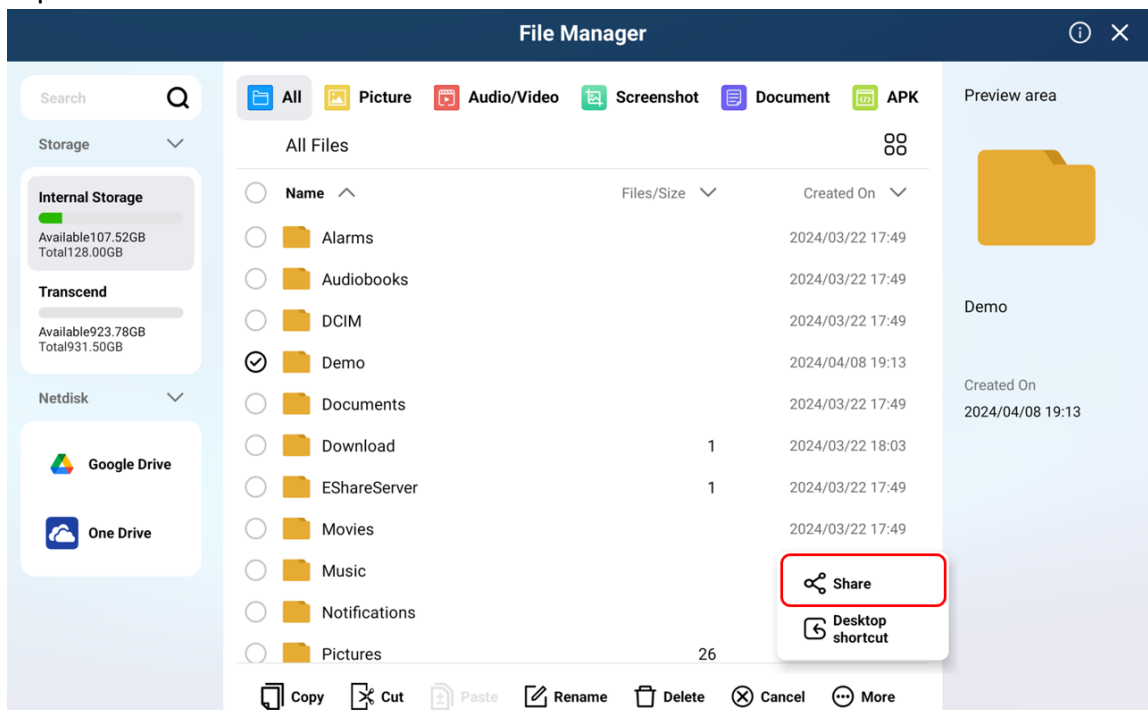 File Manager
Search
Storage
Internal Storage
Available107.52GB
Total128.00GB
Transcend
Available923.78GB
Total931.50GB
Netdisk
Google Drive
One Drive
All Picture Audio/Video Screenshot Document APK
All Files
Name Files/Size Created On
Alarms 2024/03/22 17:49
Audiobooks 2024/03/22 17:49
DCIM 2024/03/22 17:49
Demo 2024/04/08 19:13
Documents 2024/03/22 17:49
Download 1 2024/03/22 18:03
EShareServer 1 2024/03/22 17:49
Movies 2024/03/22 17:49
Music
Notifications
Pictures 26
Share
Desktop
shortcut
Copy Cut Paste Rename Delete Cancel More
Preview area
Demo
Created On
2024/04/08 19:13